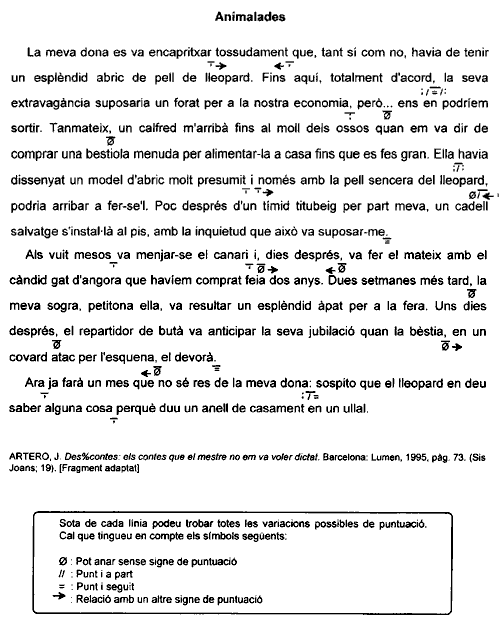 Animalades
La meva dona es va encapritxar tossudament que, tant sí com no, havia de tenir
un esplèndid abric de pell de lleopard. Fins aquí, totalment d'acord, la seva
extravagància suposaria un forat per a la nostra economia, però... ens en podríem
sortir. Tanmateix, un calfred m'arribà fins al moll dels ossos quan em va dir de
comprar una bestiola menuda per alimentar-la a casa fins que es fes gran. Ella havia
dissenyat un model d'abric molt presumit i només amb la pell sencera del lleopard,
podria arribar a fer-se'l. Poc després d'un tímid titubeig per part meva, un cadell
salvatge s'instal·là al pis, amb la inquietud que això va suposar-me.
Als vuit mesos va menjar-se el canari i, dies després, va fer el mateix amb el
càndid gat d'angora que havíem comprat feia dos anys. Dues setmanes més tard, la
meva sogra, petitona ella, va resultar un esplèndid àpat per a la fera. Uns dies
després, el repartidor de butà va anticipar la seva jubilació quan la bèstia, en un
covard atac per l'esquena, el devorà.
Ara ja farà un mes que no sé res de la meva dona: sospito que el lleopard en deu
saber alguna cosa perquè duu un anell de casament en un ullal.
ARTERO, J. Des%contes: els contes que el mestre no em va voler dictat. Barcelona: Lumen, 1995, pàg. 73. (Sis
Joans; 19). [Fragment adaptat]
Sota de cada línia podeu trobar totes les variacions possibles de puntuació.
Cal que tingueu en compte els símbols següents:
Ø : Pot anar sense signe de puntuació
// : Punt i a part
= : Punt i seguit
→ : Relació amb un altre signe de puntuació